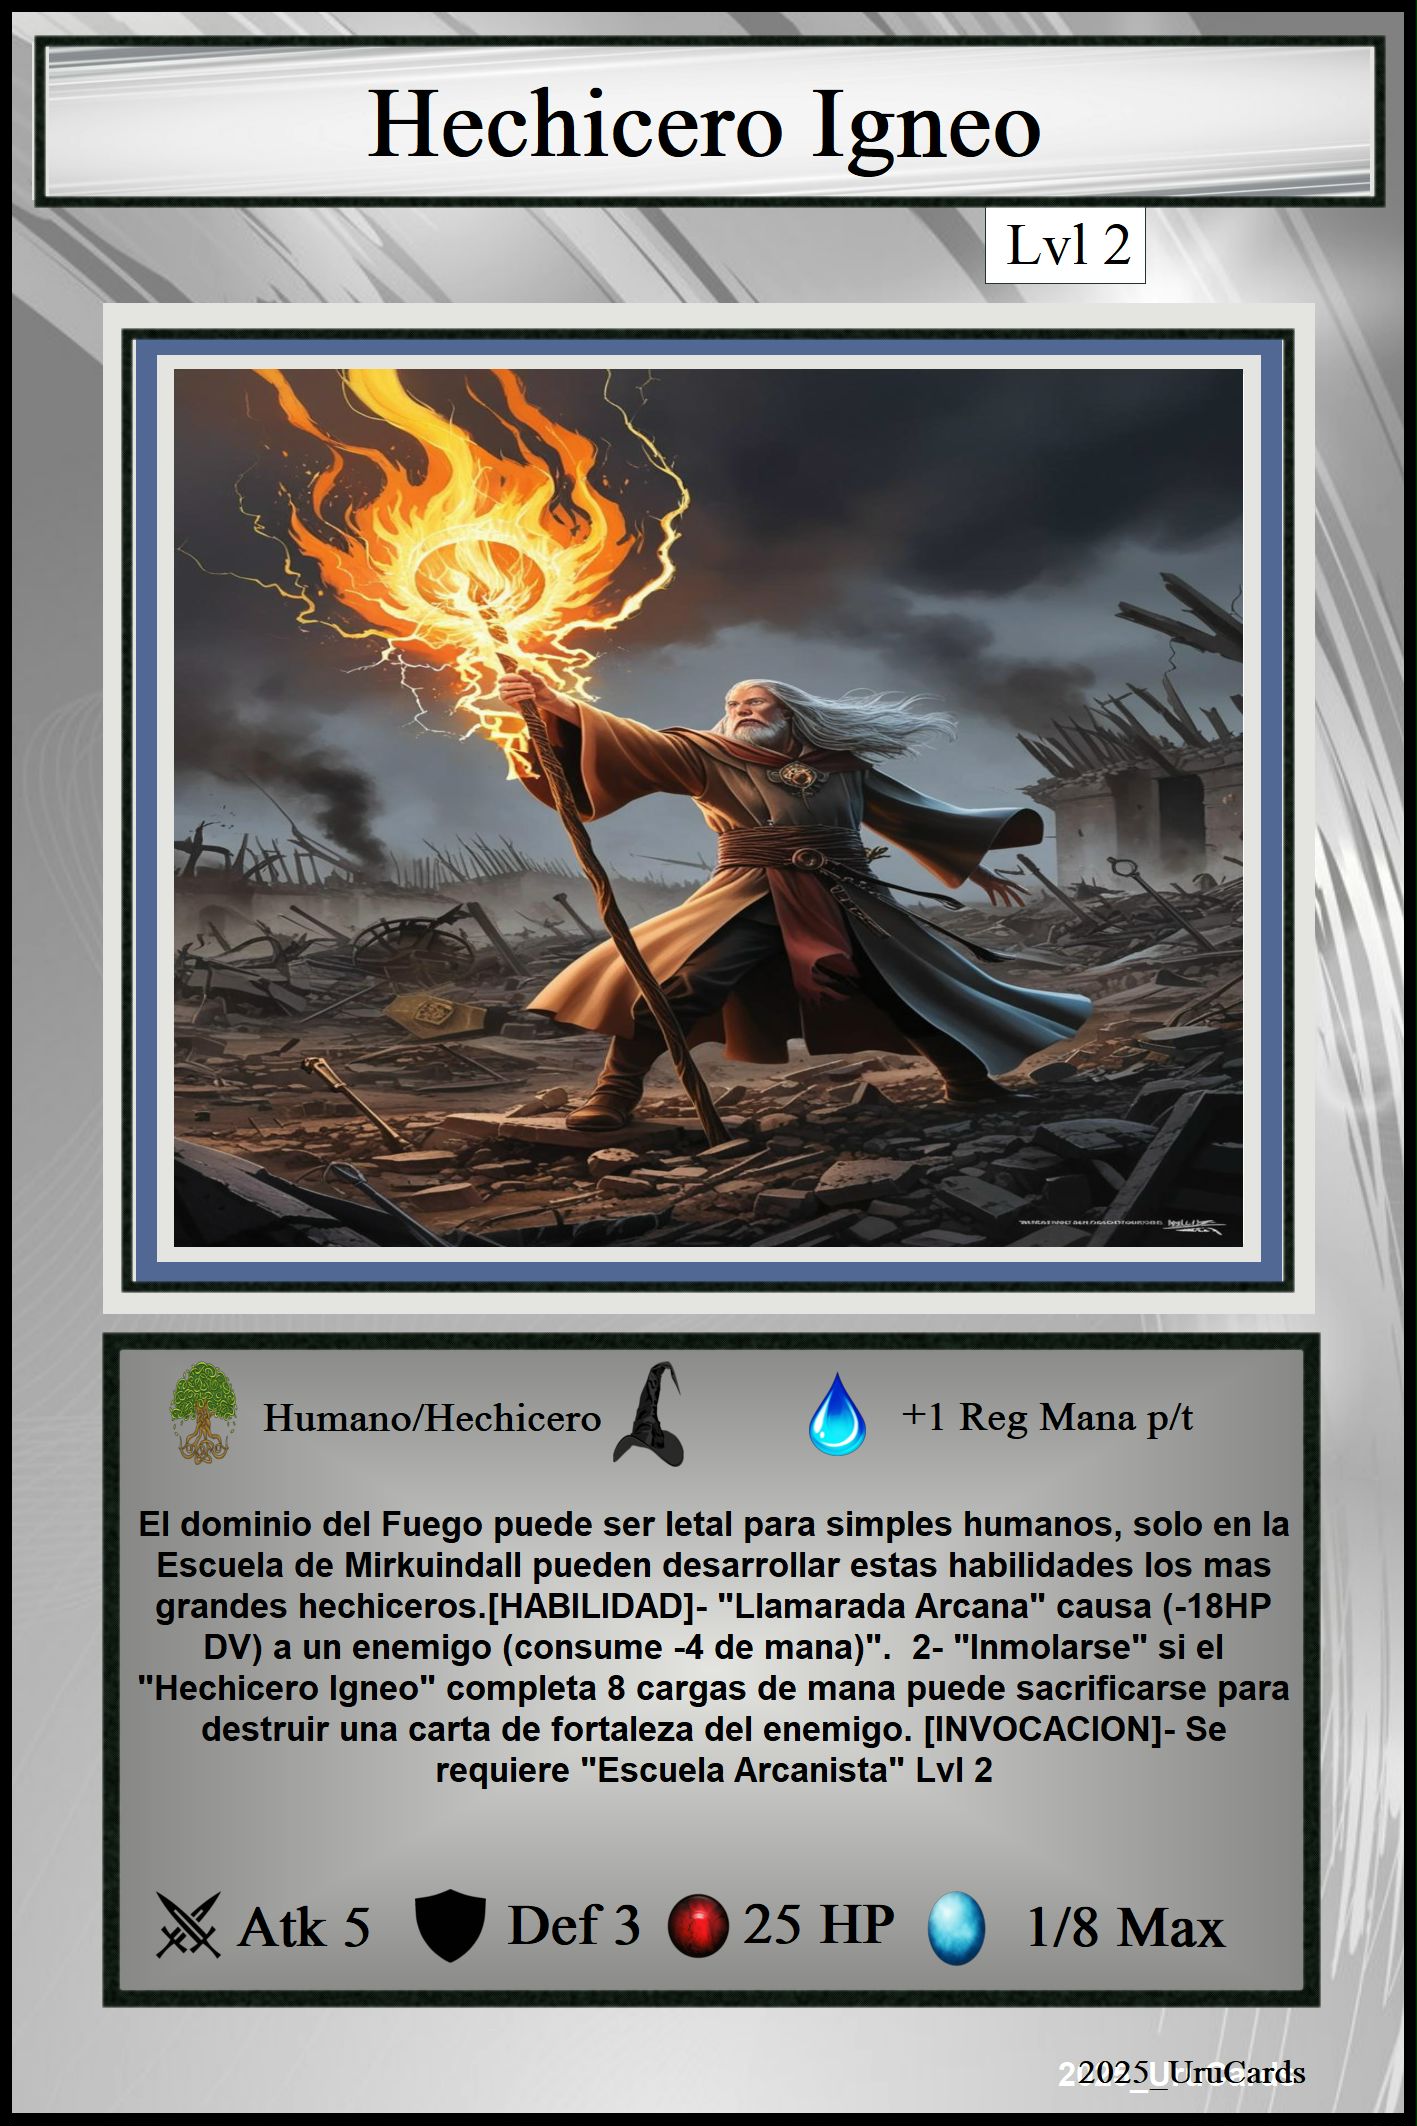 Hechicero Igneo
Lvl 2
Humano/Hechicero
+1 Reg Mana p/t
El dominio del Fuego puede ser letal para simples humanos, solo en la
Escuela de Mirkuindall pueden desarrollar estas habilidades los mas
grandes hechiceros.[HABILIDAD]- "Llamarada Arcana" causa (-18HP
DV) a un enemigo (consume -4 de mana)".  2- "Inmolarse" si el
"Hechicero Igneo" completa 8 cargas de mana puede sacrificarse para
destruir una carta de fortaleza del enemigo. [INVOCACION]- Se
requiere "Escuela Arcanista" Lvl 2
Atk 5
Def 3
25 HP
1/8 Max
2025_UruCards